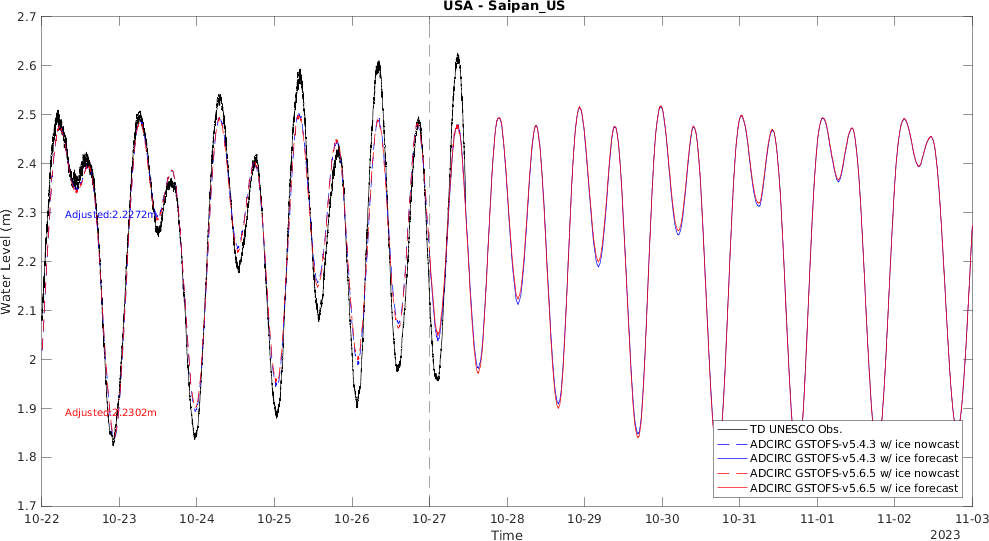 USA - Saipan_US
2.7
2.6
2.5
2.4
2.3
2.2
2.1
2
1.9
1.8
1.7
Water Level (m)
Adjusted:2.2272m
Adjusted:2.2302m
TD UNESCO Obs.
ADCIRC GSTOFS-v5.4.3 w/ ice nowcast
ADCIRC GSTOFS-v5.4.3 w/ ice forecast
ADCIRC GSTOFS-v5.6.5 w/ ice nowcast
ADCIRC GSTOFS-v5.6.5 w/ ice forecast
10-22 10-23 10-24 10-25 10-26 10-27 10-28 10-29 10-30 10-31 11-01 11-02 11-03
Time
2023